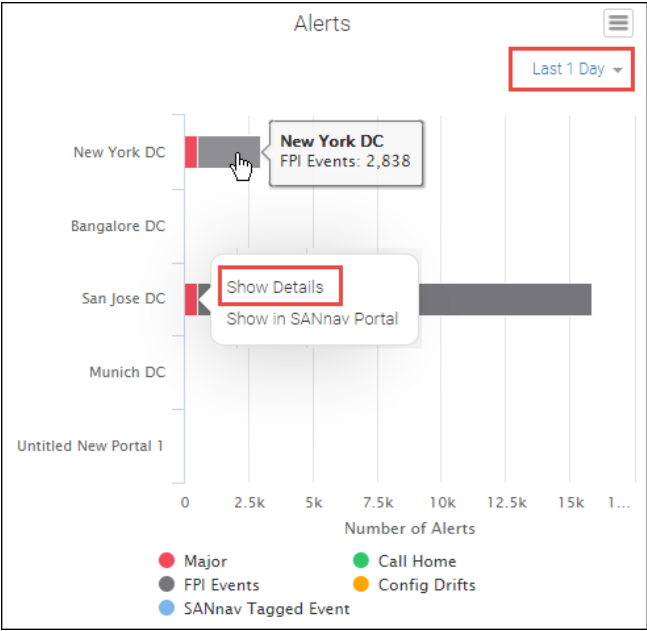 Alerts
Last 1 Day
New York DC
New York DC
FPI Events: 2,838
Bangalore DC
San Jose DC
Show Details
Show in SANnav Portal
Munich DC
Untitled New Portal 1
0 2.5k 5k 7.5k 10k 12.5k 15k 1...
Number of Alerts
Major
Call Home
FPI Events
Config Drifts
SANnav Tagged Event